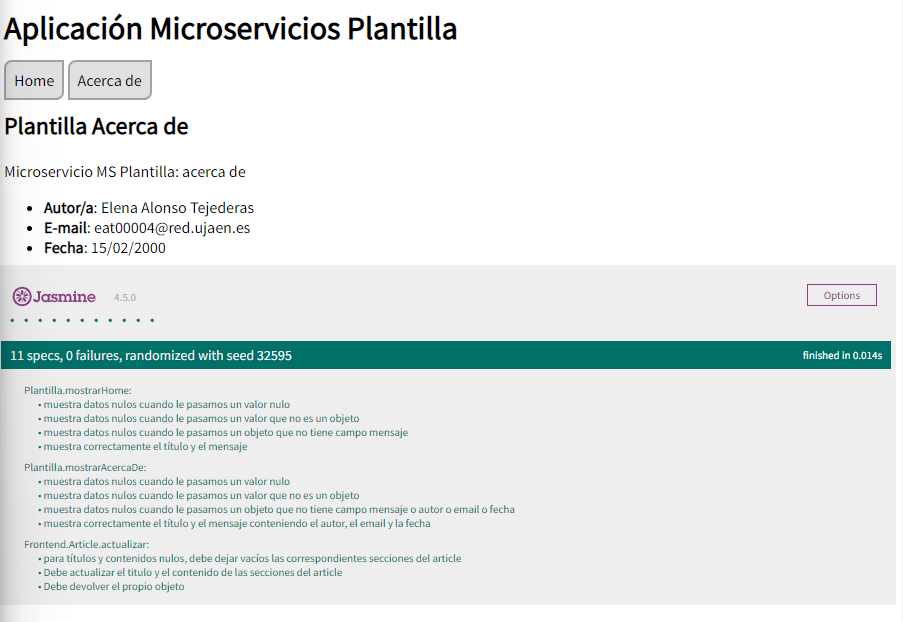 Aplicación Microservicios Plantilla
Home Acerca de
Plantilla Acerca de
Microservicio MS Plantilla: acerca de
• Autor/a: Elena Alonso Tejederas
• E-mail: eat00004@red.ujaen.es
• Fecha: 15/02/2000
Jasmine 4.5.0 Options
• • • • • • • • • • •
11 specs, 0 failures, randomized with seed 32595 finished in 0.014s
Plantilla.mostrarHome:
• muestra datos nulos cuando le pasamos un valor nulo
• muestra datos nulos cuando le pasamos un valor que no es un objeto
• muestra datos nulos cuando le pasamos un objeto que no tiene campo mensaje
• muestra correctamente el título y el mensaje
Plantilla.mostrarAcercaDe:
• muestra datos nulos cuando le pasamos un valor nulo
• muestra datos nulos cuando le pasamos un valor que no es un objeto
• muestra datos nulos cuando le pasamos un objeto que no tiene campo mensaje o autor o email o fecha
• muestra correctamente el título y el mensaje conteniendo el autor, el email y la fecha
Frontend.Article.actualizar:
• para títulos y contenidos nulos, debe dejar vacíos las correspondientes secciones del article
• Debe actualizar el titulo y el contenido de las secciones del article
• Debe devolver el propio objeto